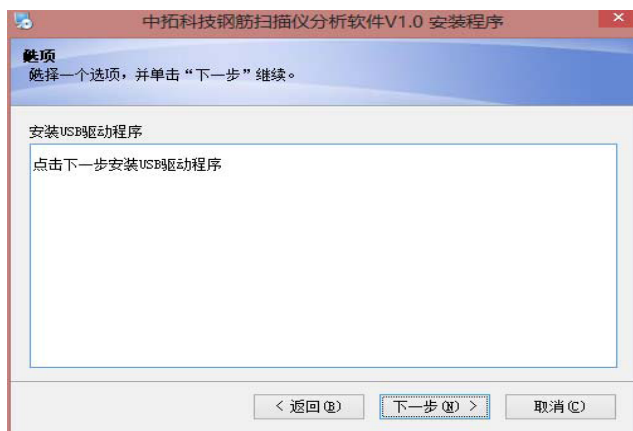 中拓科技钢筋扫描仪分析软件V1.0 安装程序
选项
选择一个选项，并单击“下一步”继续。
安装USB驱动程序
点击下一步安装USB驱动程序
< 返回(B)
下一步(N) >
取消(C)